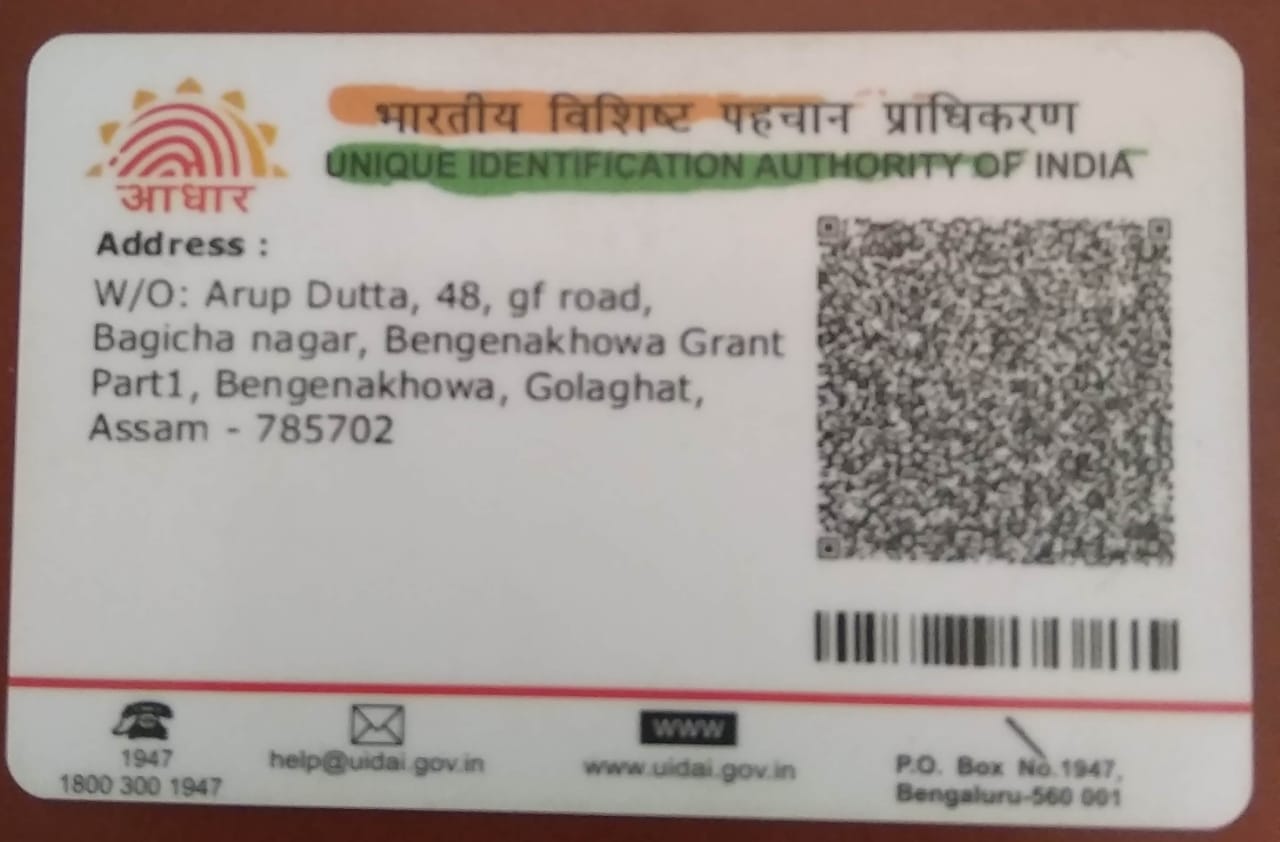 भारतीय विशिष्ट पहचान प्राधिकरण
UNIQUE IDENTIFICATION AUTHORITY OF INDIA
आधार
Address :
W/O: Arup Dutta, 48, gf road,
Bagicha nagar, Bengenakhowa Grant
Part1, Bengenakhowa, Golaghat,
Assam - 785702
1947
1800 300 1947
help@uidai.gov.in
www
www.uidai.gov.in
P.O. Box No.1947,
Bengaluru-560 001